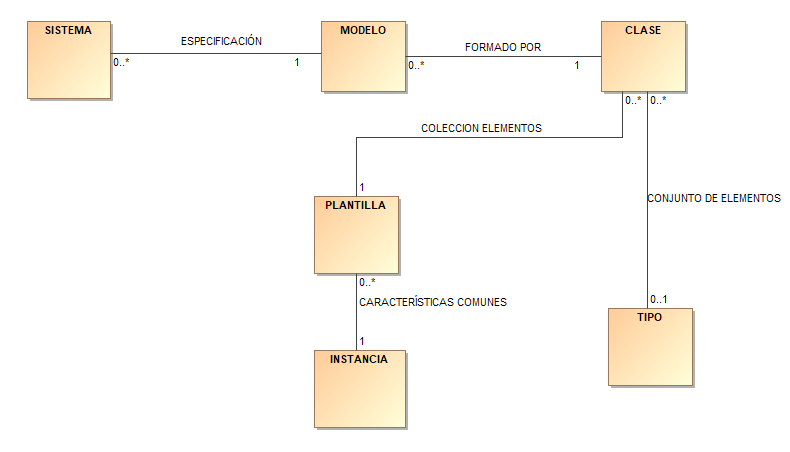 SISTEMA
ESPECIFICACIÓN
0..*
1
MODELO
FORMADO POR
0..*
1
CLASE
0..*
0..*
COLECCION ELEMENTOS
1
PLANTILLA
CONJUNTO DE ELEMENTOS
0..*
CARACTERÍSTICAS COMUNES
0..1
TIPO
1
INSTANCIA